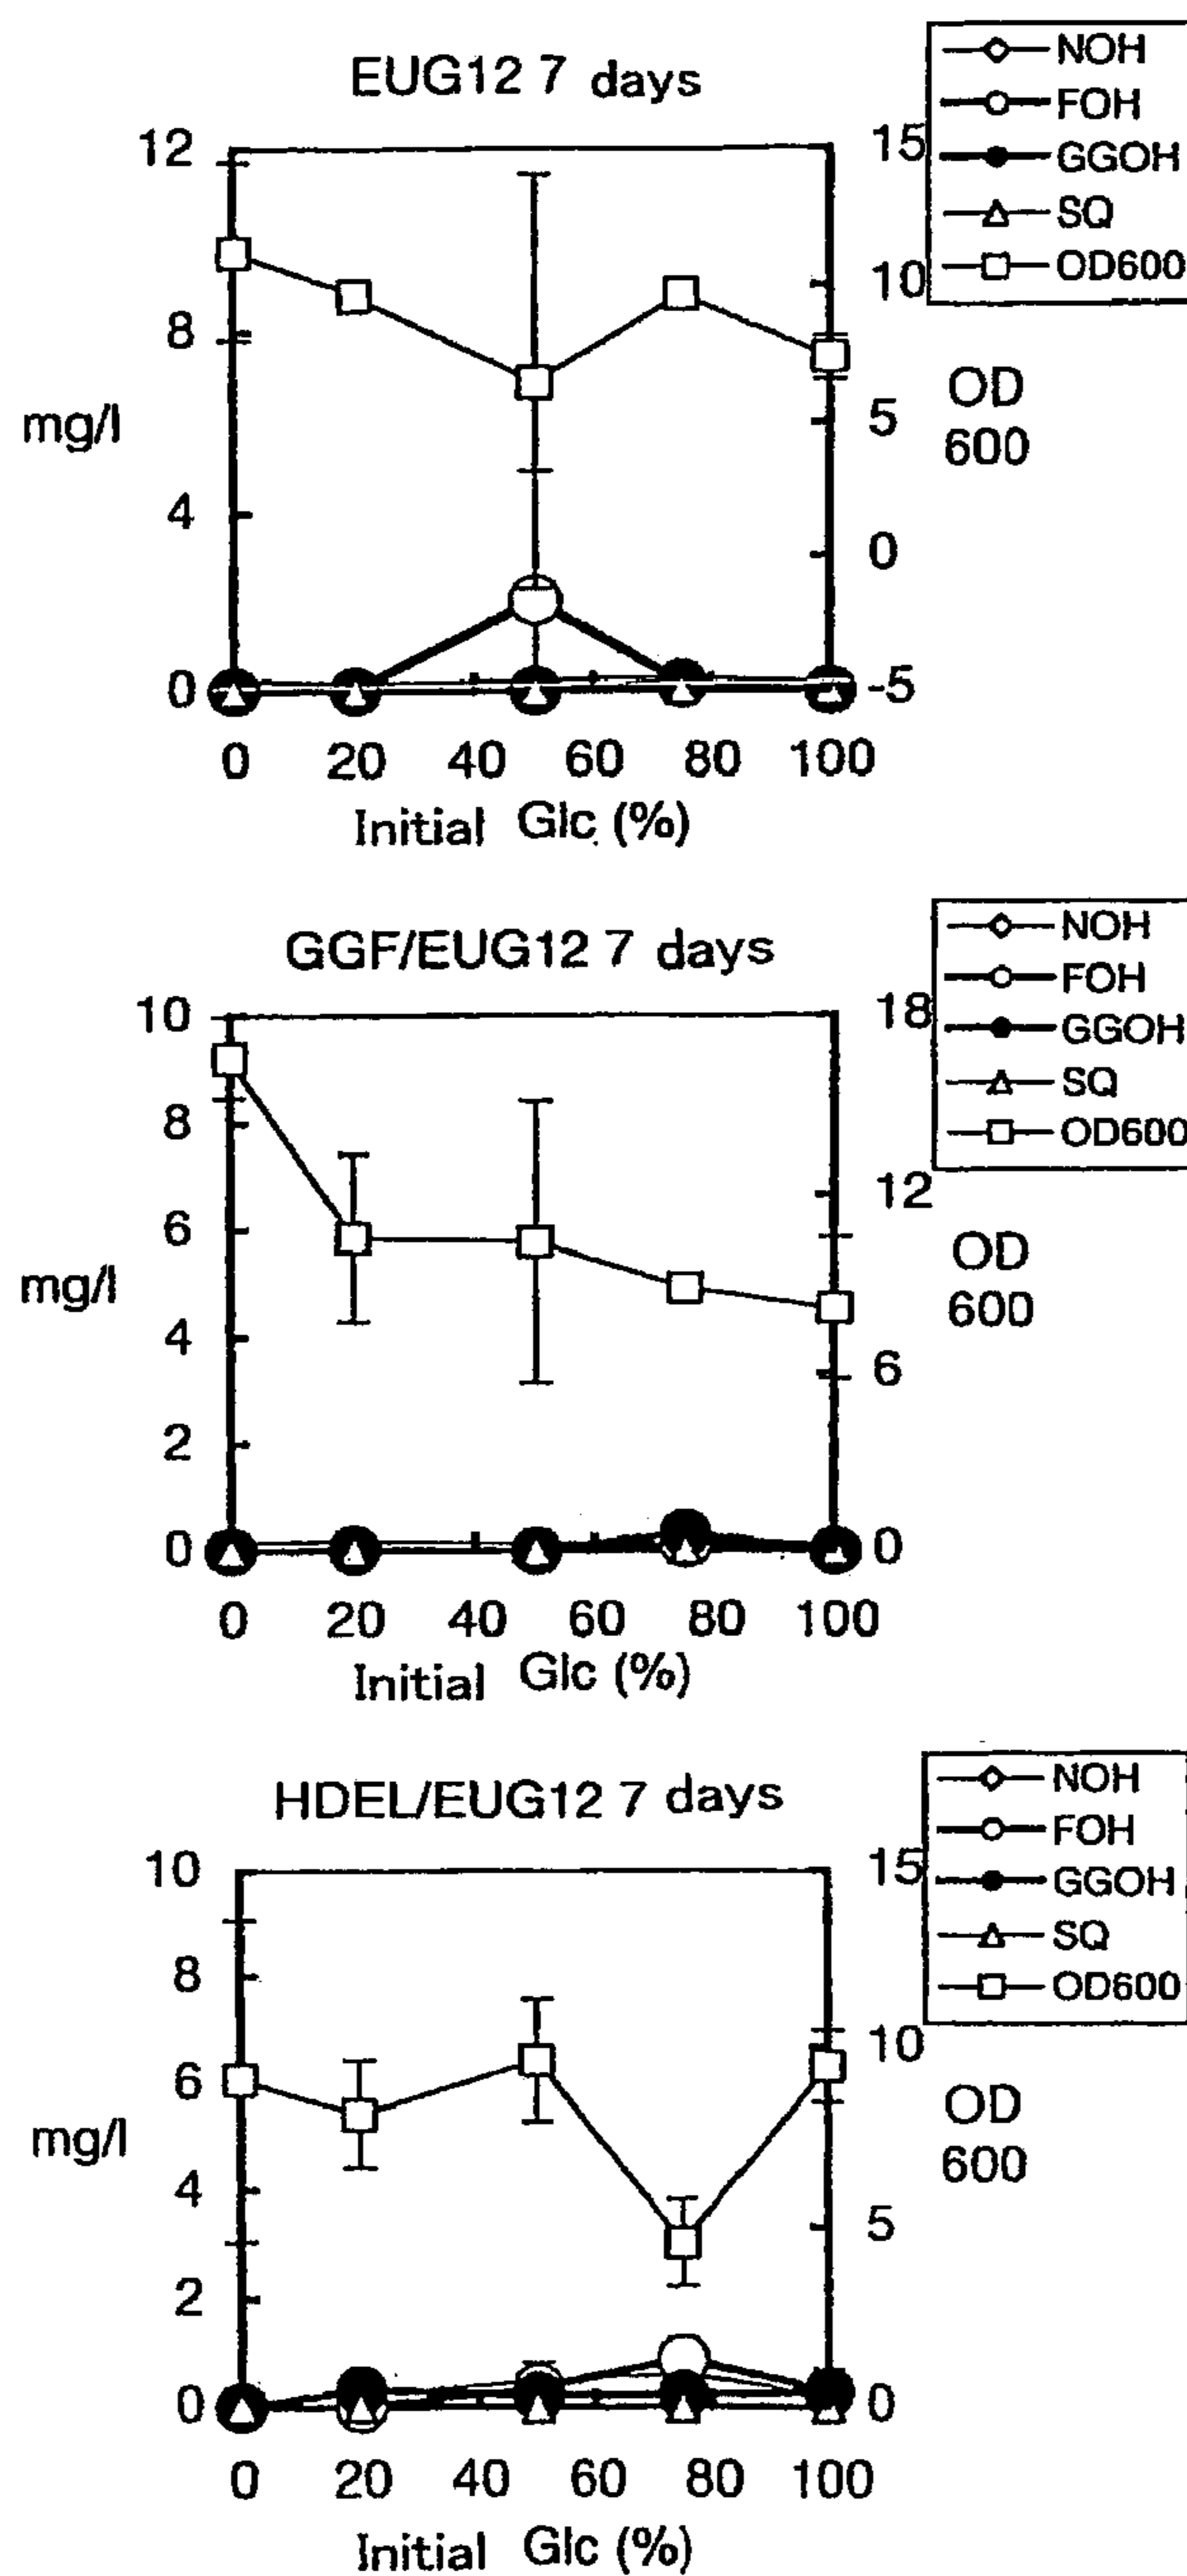 EUG12 7 days
NOH
FOH
GGOH
SQ
OD600
12
8
4
0
mg/l
15
10
5
0
-5
OD
600
0 20 40 60 80 100
Initial Glc (%)
GGF/EUG12 7 days
NOH
FOH
GGOH
SQ
OD600
10
8
6
4
2
0
mg/l
18
12
6
0
OD
600
0 20 40 60 80 100
Initial Glc (%)
HDEL/EUG12 7 days
NOH
FOH
GGOH
SQ
OD600
10
8
6
4
2
0
mg/l
15
10
5
0
OD
600
0 20 40 60 80 100
Initial Glc (%)